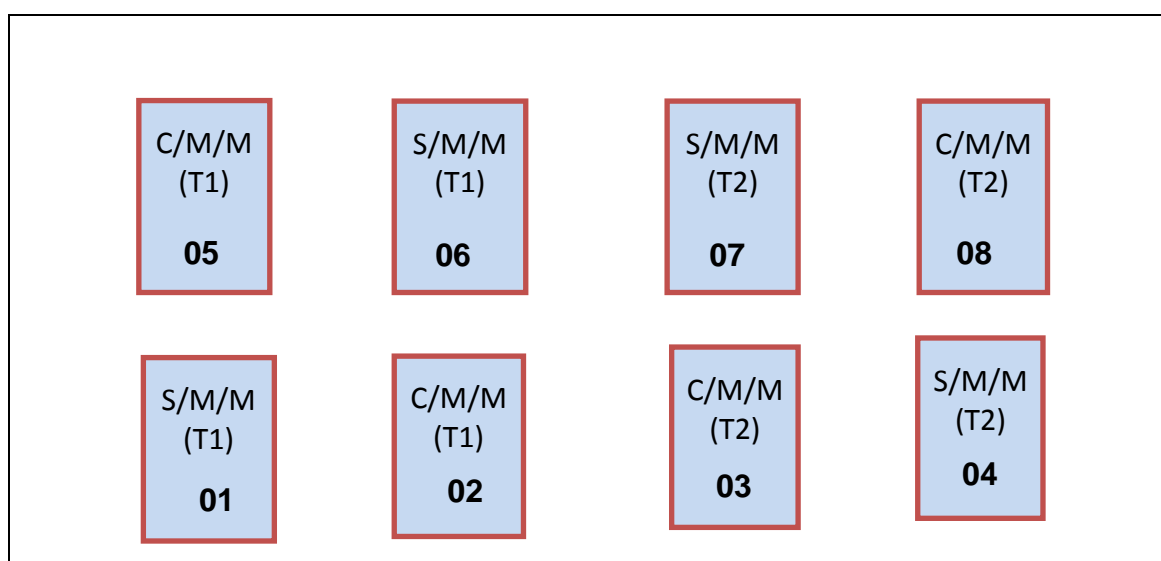 C/M/M
(T1)
05
S/M/M
(T1)
06
S/M/M
(T2)
07
C/M/M
(T2)
08
S/M/M
(T1)
01
C/M/M
(T1)
02
C/M/M
(T2)
03
S/M/M
(T2)
04